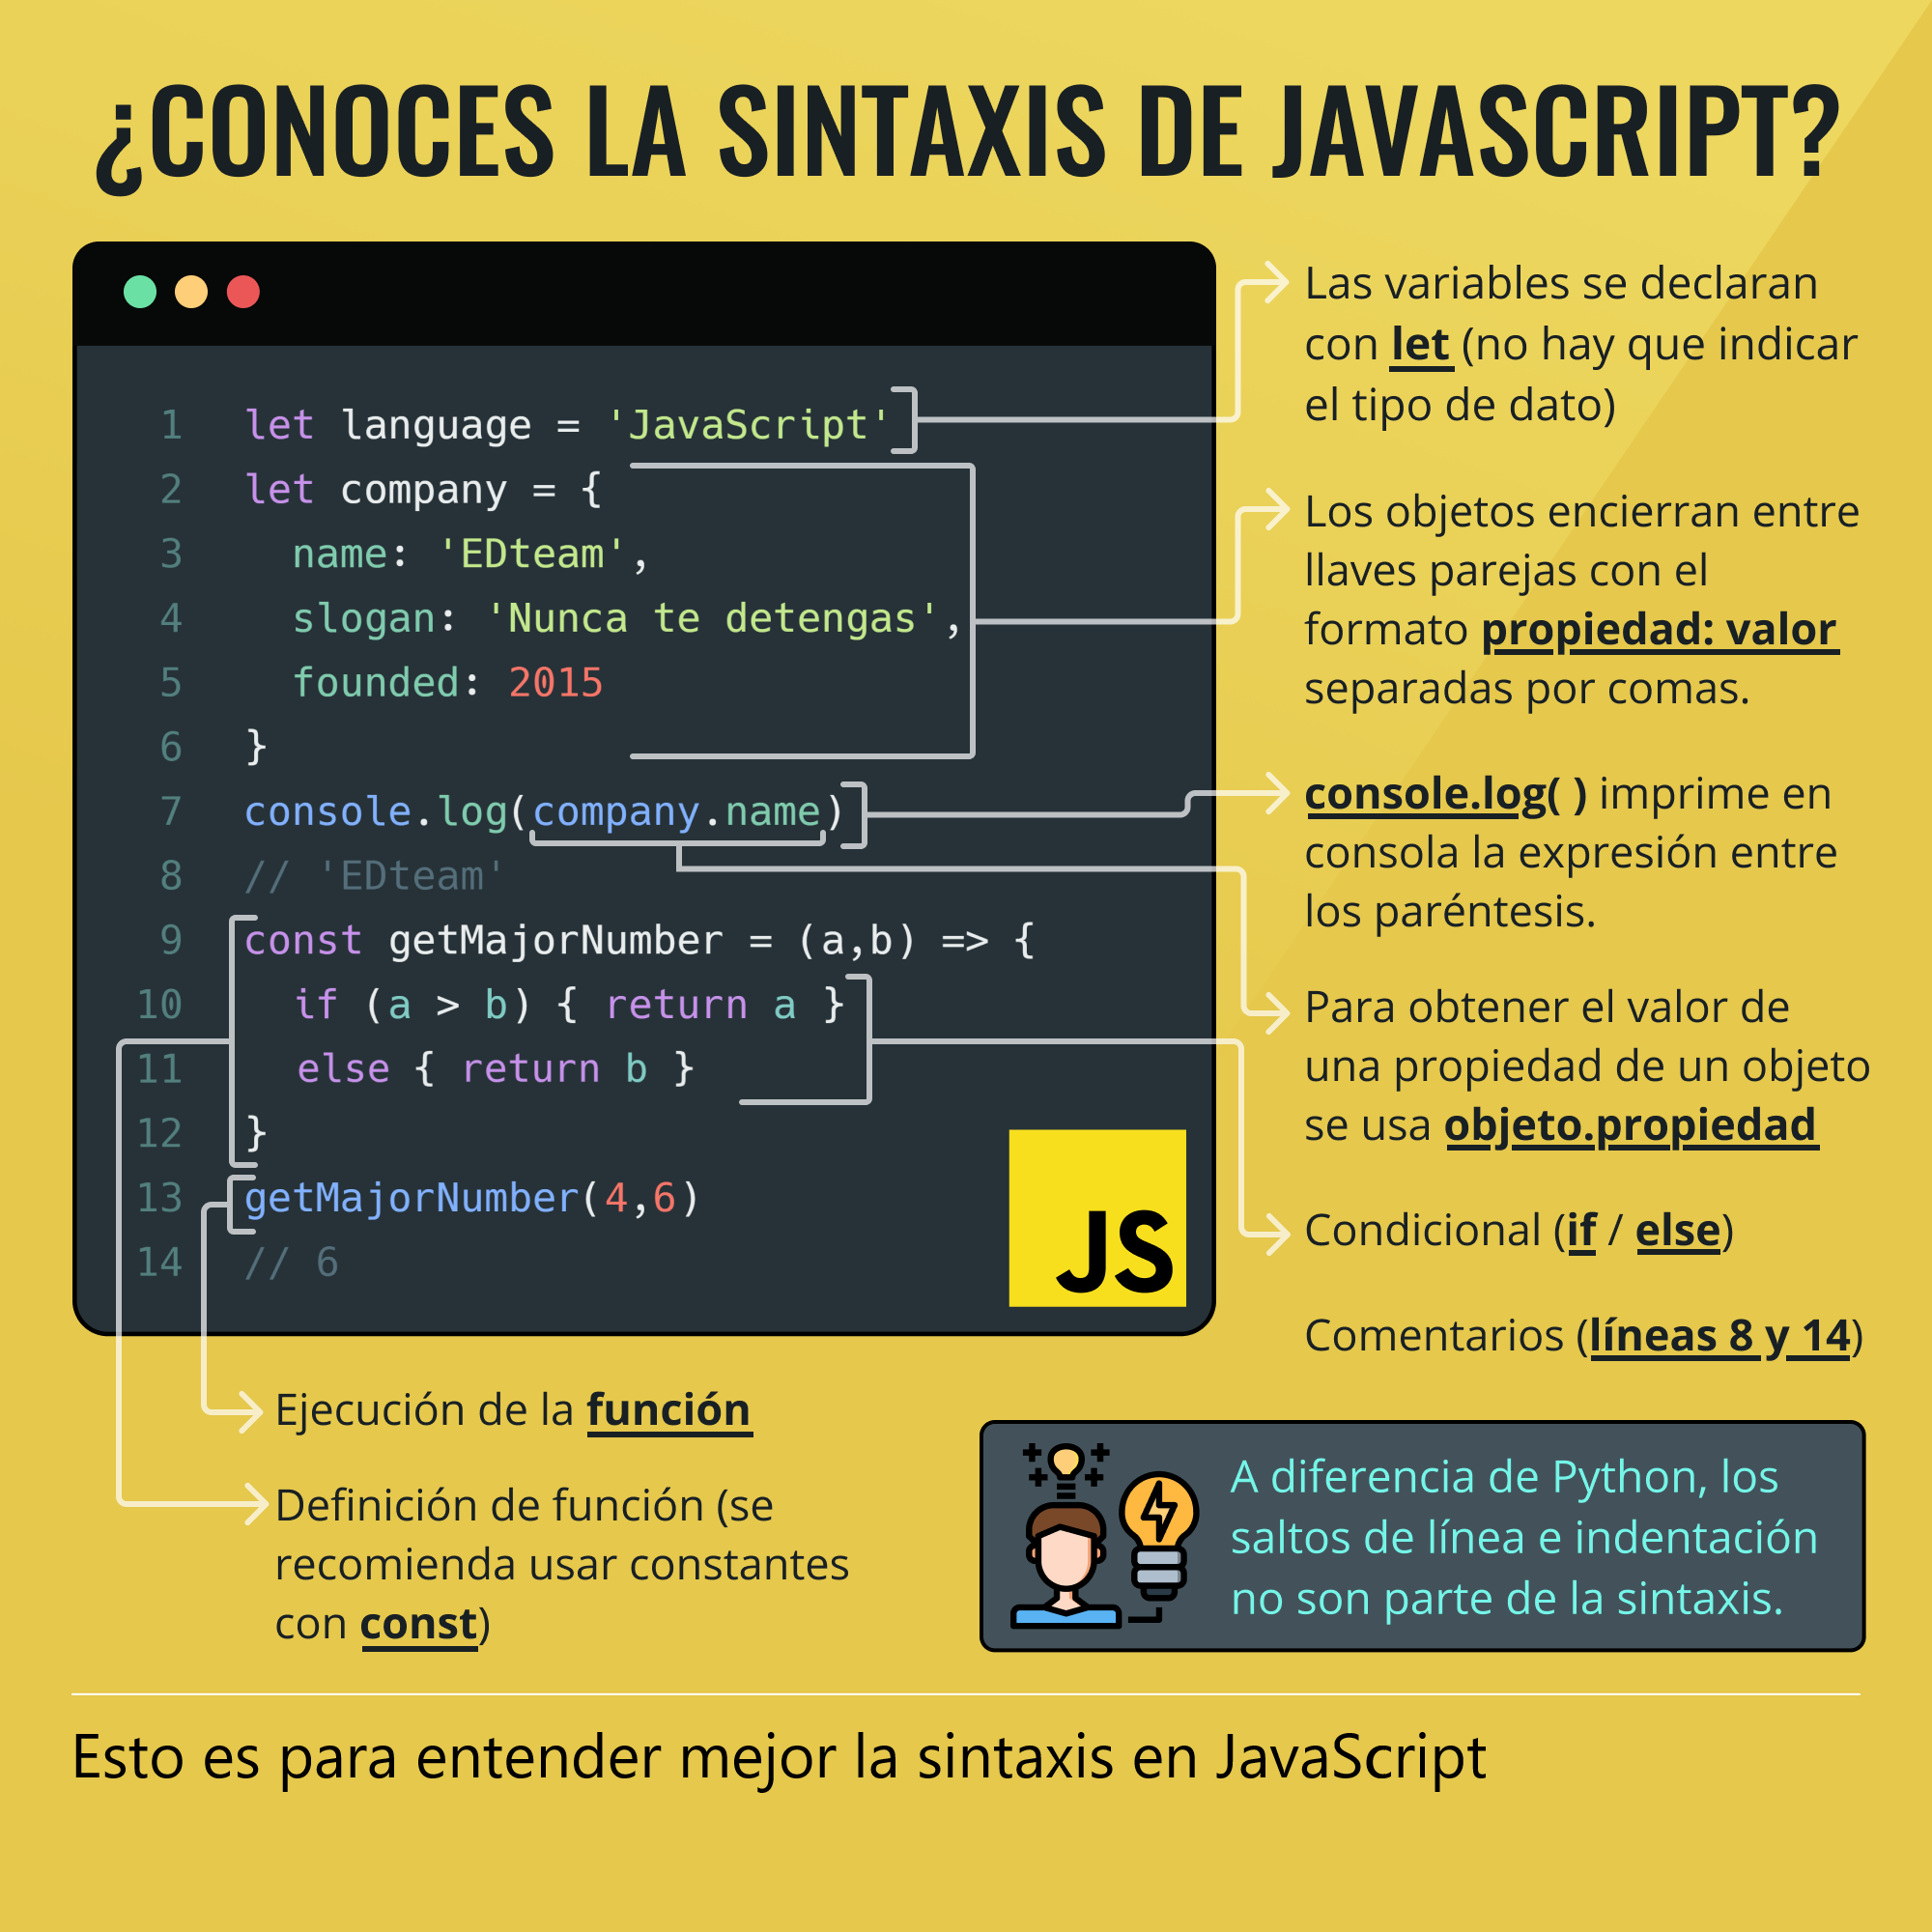 ¿CONOCES LA SINTAXIS DE JAVASCRIPT?
1 let language = 'JavaScript'
2 let company = {
3 name: 'EDteam',
4 slogan: 'Nunca te detengas',
5 founded: 2015
6 }
7 console.log(company.name)
8 // 'EDteam'
9 const getMajorNumber = (a,b) => {
10 if (a > b) { return a }
11 else { return b }
12 }
13 getMajorNumber(4,6)
14 // 6
JS
Las variables se declaran
con let (no hay que indicar
el tipo de dato)
Los objetos encierran entre
llaves parejas con el
formato propiedad: valor
separadas por comas.
console.log( ) imprime en
consola la expresión entre
los paréntesis.
Para obtener el valor de
una propiedad de un objeto
se usa objeto.propiedad
Condicional (if / else)
Comentarios (líneas 8 y 14)
Ejecución de la función
Definición de función (se
recomienda usar constantes
con const)
A diferencia de Python, los
saltos de línea e indentación
no son parte de la sintaxis.
Esto es para entender mejor la sintaxis en JavaScript